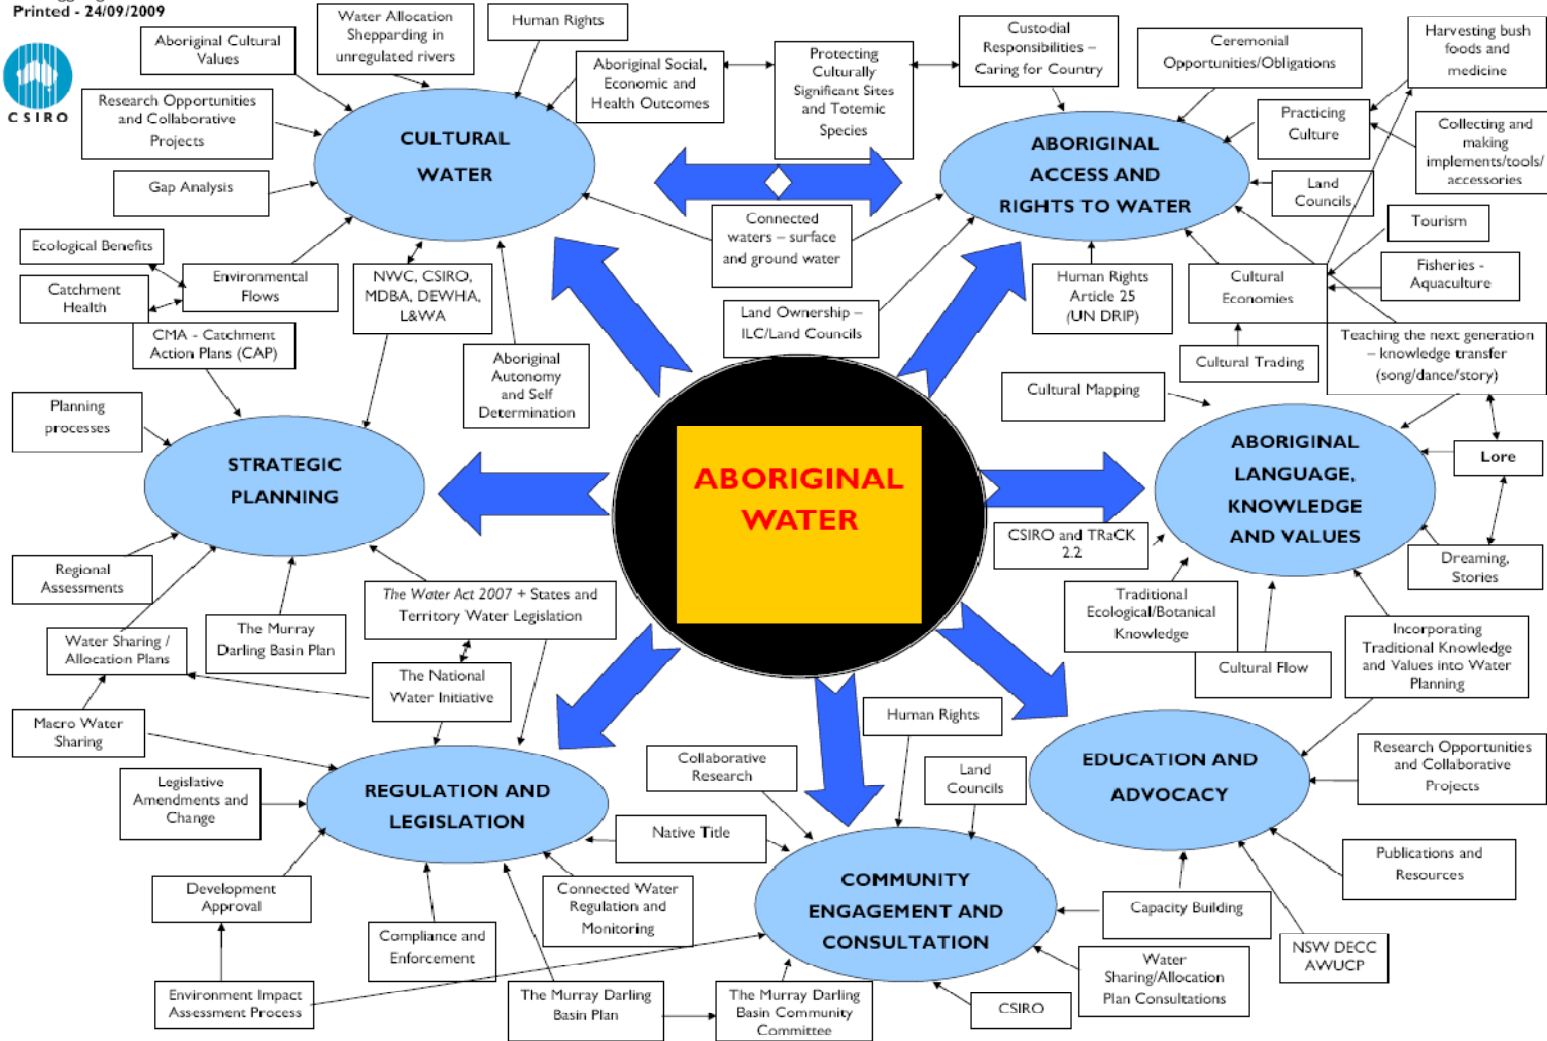 Printed - 24/09/2009
CSIRO
Aboriginal Cultural
Values
Water Allocation
Shepparding in
unregulated rivers
Human Rights
Aboriginal Social,
Economic and
Health Outcomes
Protecting
Culturally
Significant Sites
and Totemic
Species
Custodial
Responsibilities –
Caring for Country
Ceremonial
Opportunities/Obligations
Harvesting bush
foods and
medicine
Research Opportunities
and Collaborative
Projects
CULTURAL
WATER
ABORIGINAL
ACCESS AND
RIGHTS TO WATER
Practicing
Culture
Collecting and
making
implements/tools/
accessories
Gap Analysis
Land
Councils
Connected
waters – surface
and ground water
Tourism
Ecological Benefits
Environmental
Flows
Catchment
Health
NWC, CSIRO,
MDBA, DEWHA,
L&WA
Human Rights
Article 25
(UN DRIP)
Cultural
Economies
Fisheries -
Aquaculture
Land Ownership –
ILC/Land Councils
CMA - Catchment
Action Plans (CAP)
Aboriginal
Autonomy
and Self
Determination
Cultural Trading
Teaching the next generation
– knowledge transfer
(song/dance/story)
Cultural Mapping
Planning
processes
STRATEGIC
PLANNING
ABORIGINAL
WATER
ABORIGINAL
LANGUAGE,
KNOWLEDGE
AND VALUES
Lore
CSIRO and TRaCK
2.2
Dreaming,
Stories
Regional
Assessments
The Water Act 2007 + States and
Territory Water Legislation
Traditional
Ecological/Botanical
Knowledge
Water Sharing /
Allocation Plans
The Murray
Darling Basin Plan
The National
Water Initiative
Cultural Flow
Incorporating
Traditional Knowledge
and Values into Water
Planning
Macro Water
Sharing
Human Rights
Collaborative
Research
Land
Councils
EDUCATION AND
ADVOCACY
Research Opportunities
and Collaborative
Projects
Legislative
Amendments and
Change
REGULATION AND
LEGISLATION
Native Title
Publications and
Resources
Development
Approval
Connected Water
Regulation and
Monitoring
COMMUNITY
ENGAGEMENT AND
CONSULTATION
Capacity Building
Compliance and
Enforcement
NSW DECC
AWUCP
Water
Sharing/Allocation
Plan Consultations
Environment Impact
Assessment Process
The Murray Darling
Basin Plan
The Murray Darling
Basin Community
Committee
CSIRO